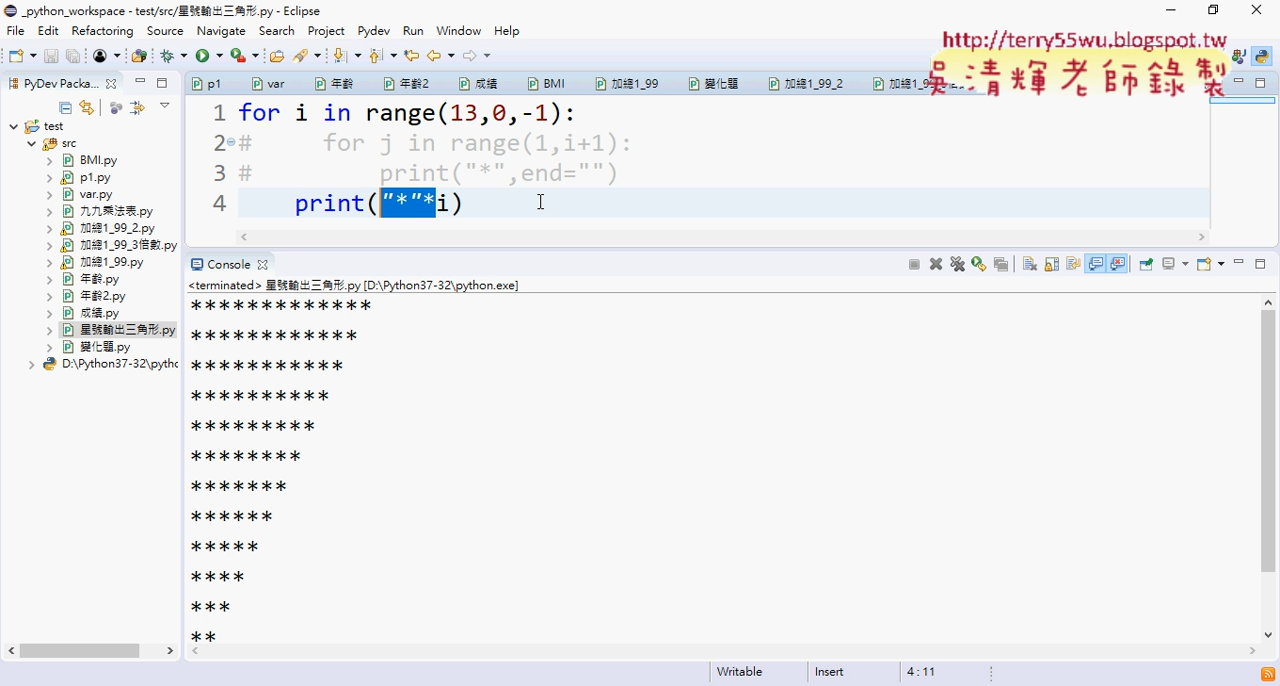 _python_workspace - test/src/星號輸出三角形.py - Eclipse
File Edit Refactoring Source Navigate Search Project Pydev Run Window Help
http://terry55wu.blogspot.tw
吳清輝老師錄製
PyDev Packa...
p1 var 年齡 年齡2 成績 BMI 加總1_99 變化題 加總1_99_2
test
src
BMI.py
p1.py
var.py
九九乘法表.py
加總1_99_2.py
加總1_99_3倍數.py
加總1_99.py
年齡.py
年齡2.py
成績.py
星號輸出三角形.py
變化題.py
D:\Python37-32\pytho
1 for i in range(13,0,-1):
2 #     for j in range(1,i+1):
3 #         print("*",end="")
4     print("*"*i)
Console
<terminated> 星號輸出三角形.py [D:\Python37-32\python.exe]
*************
************
***********
**********
*********
********
*******
******
*****
****
***
**
Writable Insert 4 : 11